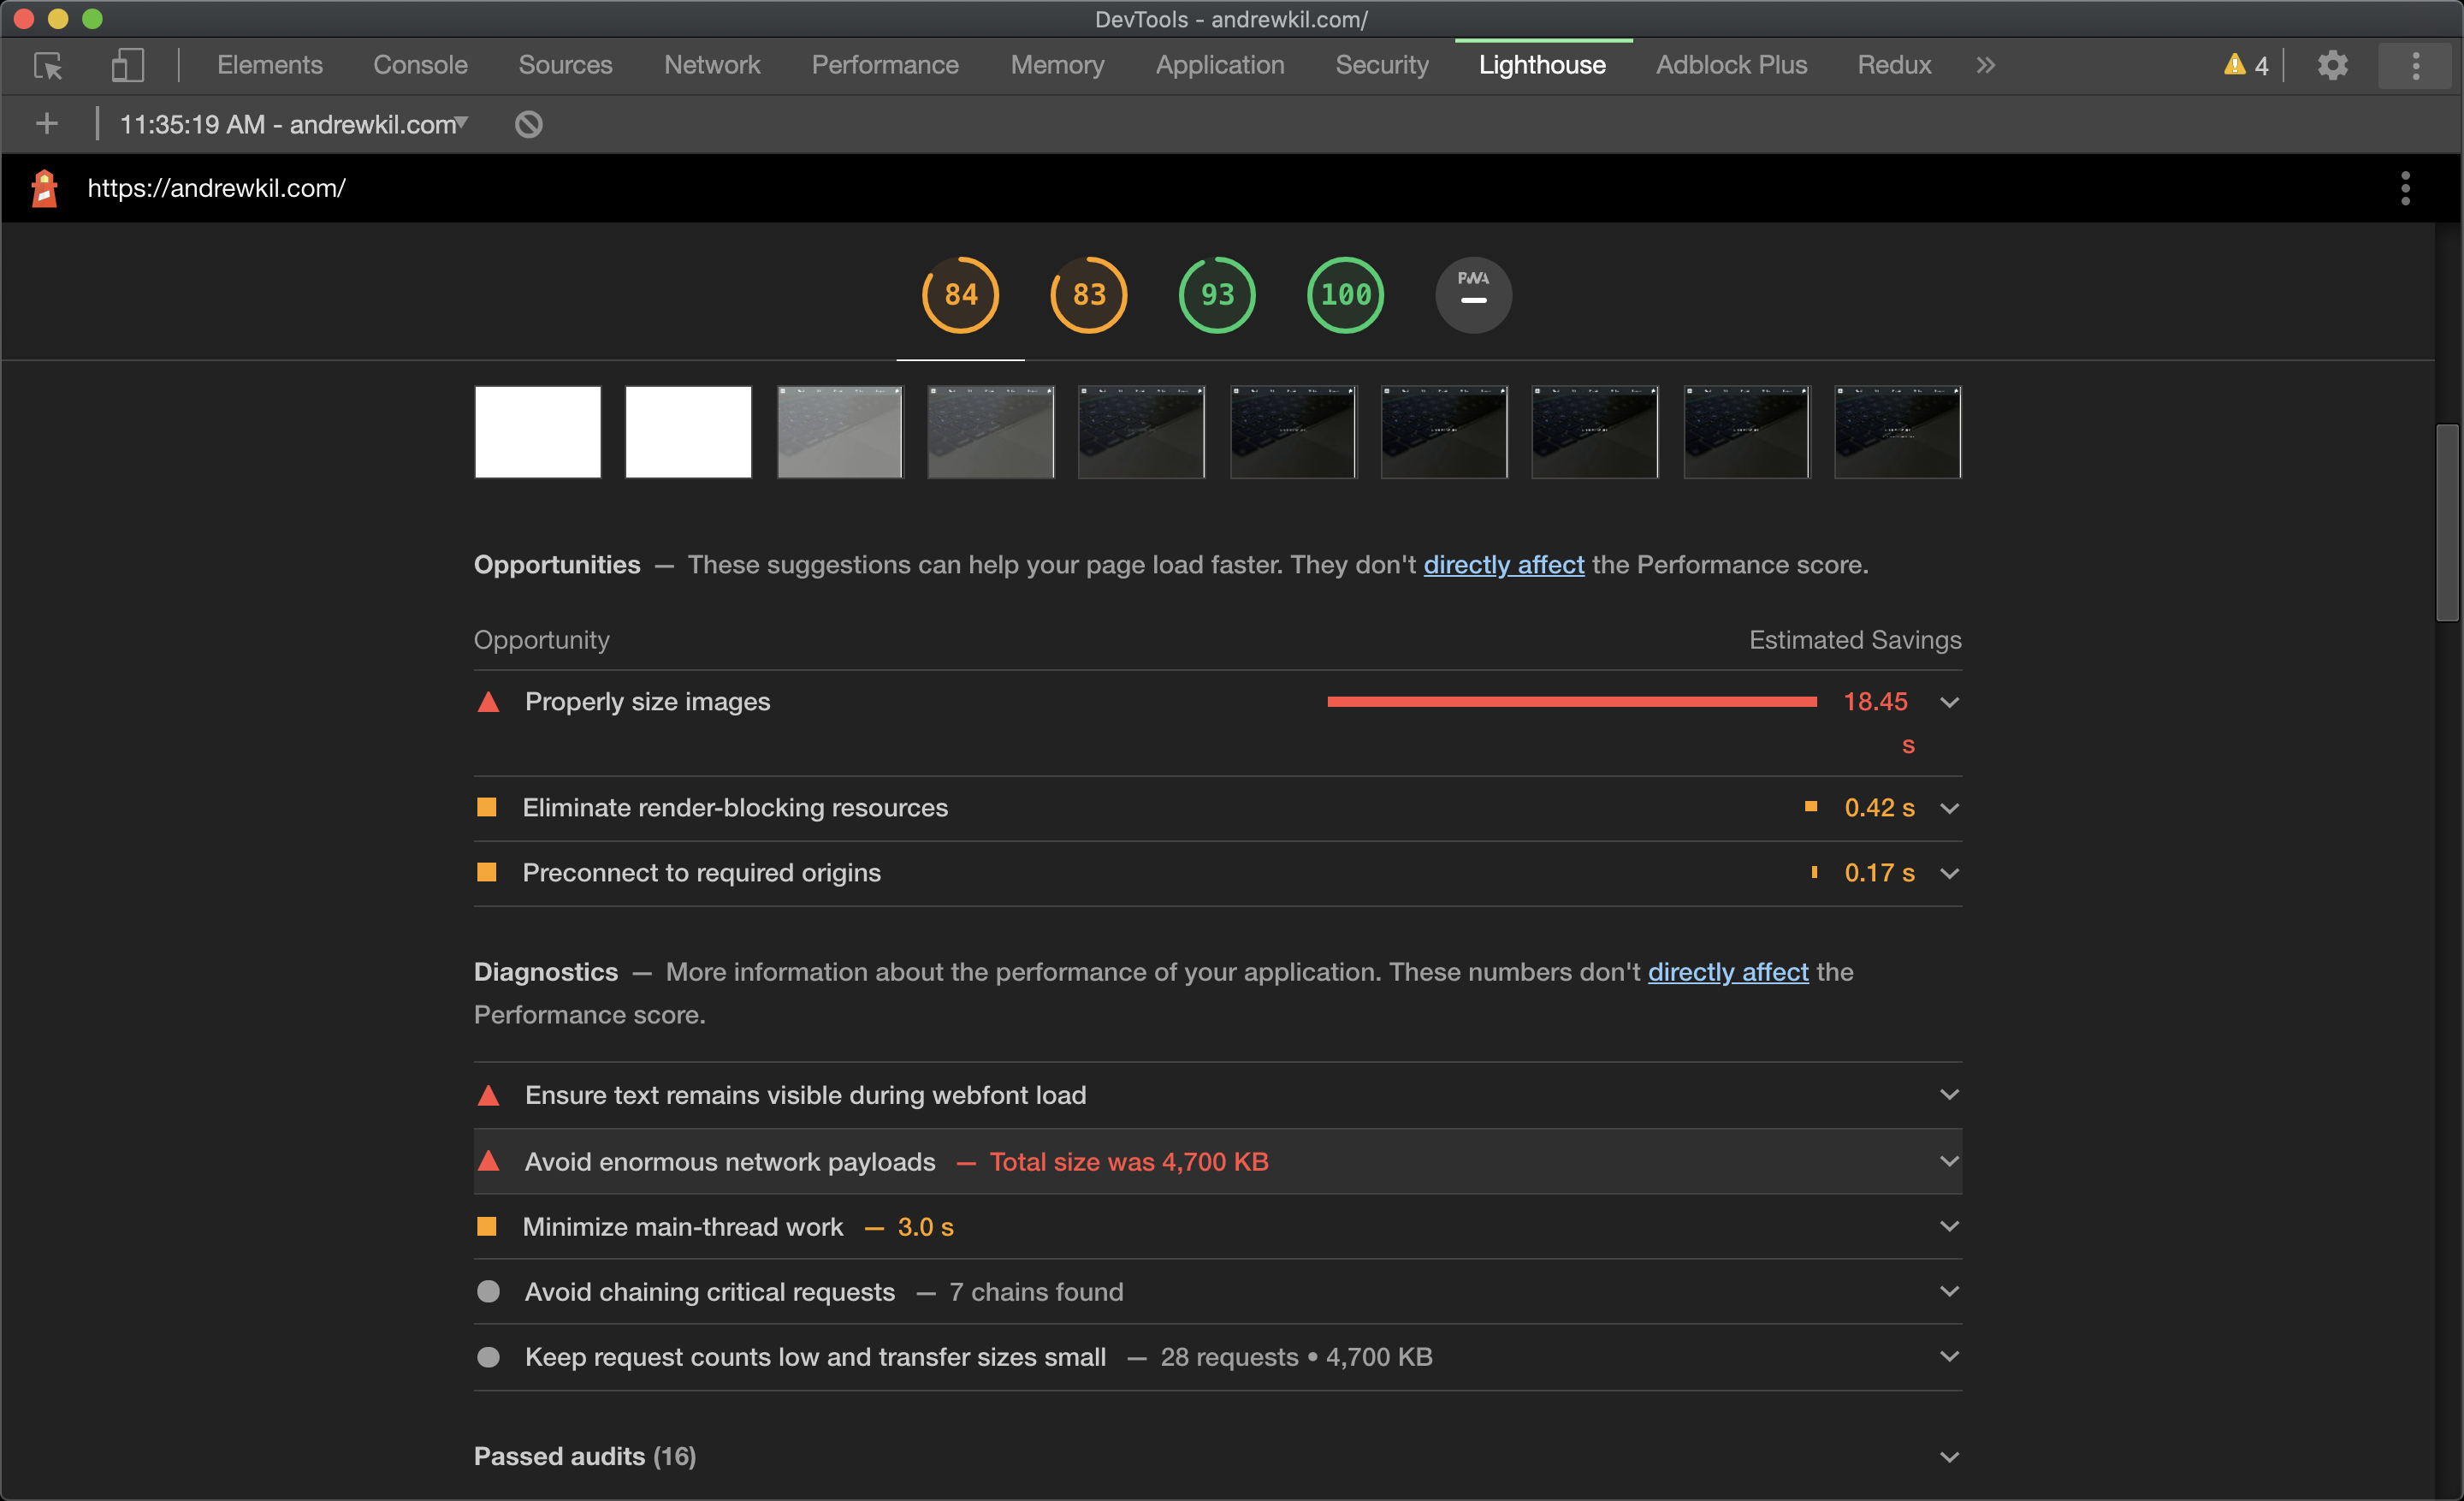 DevTools - andrewkil.com/
Elements Console Sources Network Performance Memory Application Security Lighthouse Adblock Plus Redux » 4
+ 11:35:19 AM - andrewkil.com
https://andrewkil.com/
84 83 93 100 PWA
Opportunities — These suggestions can help your page load faster. They don't directly affect the Performance score.
Opportunity Estimated Savings
Properly size images 18.45
s
Eliminate render-blocking resources 0.42 s
Preconnect to required origins 0.17 s
Diagnostics — More information about the performance of your application. These numbers don't directly affect the
Performance score.
Ensure text remains visible during webfont load
Avoid enormous network payloads — Total size was 4,700 KB
Minimize main-thread work — 3.0 s
Avoid chaining critical requests — 7 chains found
Keep request counts low and transfer sizes small — 28 requests • 4,700 KB
Passed audits (16)